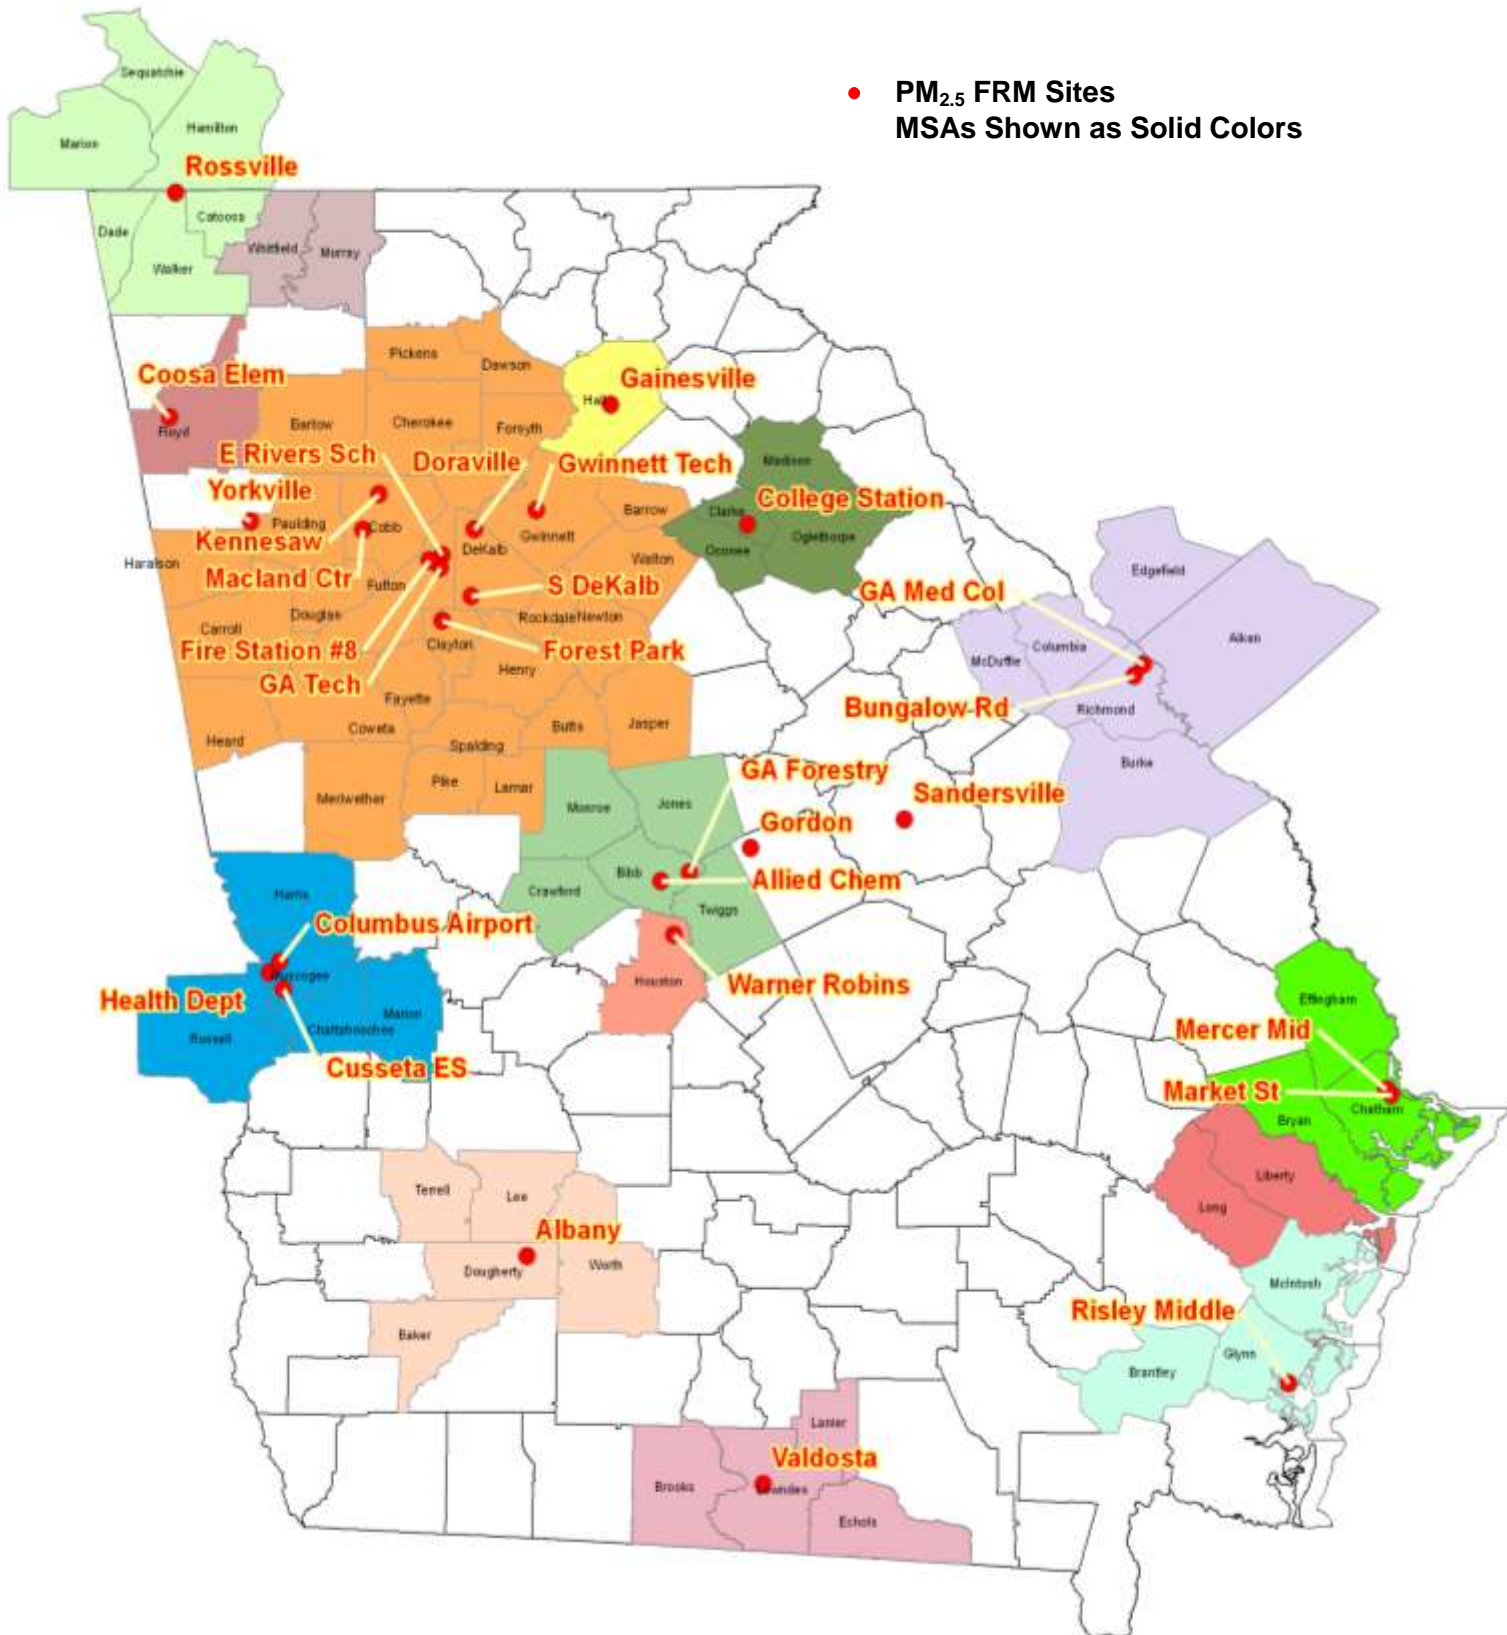 PM2.5 FRM Sites
MSAs Shown as Solid Colors
Sequatchie
Marion
Hamilton
Rossville
Catoosa
Dade
Walker
Whitfield
Murray
Pickens
Dawson
Coosa Elem
Floyd
Gainesville
Hall
Bartow
Cherokee
Forsyth
E Rivers Sch
Doraville
Gwinnett Tech
Madison
Yorkville
College Station
Clarke
Paulding
Cobb
Barrow
Kennesaw
DeKalb
Gwinnett
Oconee
Oglethorpe
Haralson
Walton
Macland Ctr
Fulton
S DeKalb
Edgefield
GA Med Col
Douglas
Rockdale
Newton
Carroll
Clayton
Aiken
Columbia
McDuffie
Fire Station #8
Forest Park
GA Tech
Henry
Fayette
Bungalow Rd
Richmond
Coweta
Butts
Jasper
Heard
Spalding
Burke
GA Forestry
Pike
Lamar
Sandersville
Meriwether
Monroe
Jones
Gordon
Bibb
Allied Chem
Harris
Crawford
Twiggs
Columbus Airport
Muscogee
Houston
Warner Robins
Health Dept
Effingham
Marion
Chattahoochee
Russell
Mercer Mid
Cusseta ES
Market St
Chatham
Bryan
Terrell
Lee
Liberty
Long
Albany
Dougherty
Worth
McIntosh
Risley Middle
Baker
Glynn
Brantley
Lanier
Valdosta
Brooks
Lowndes
Echols